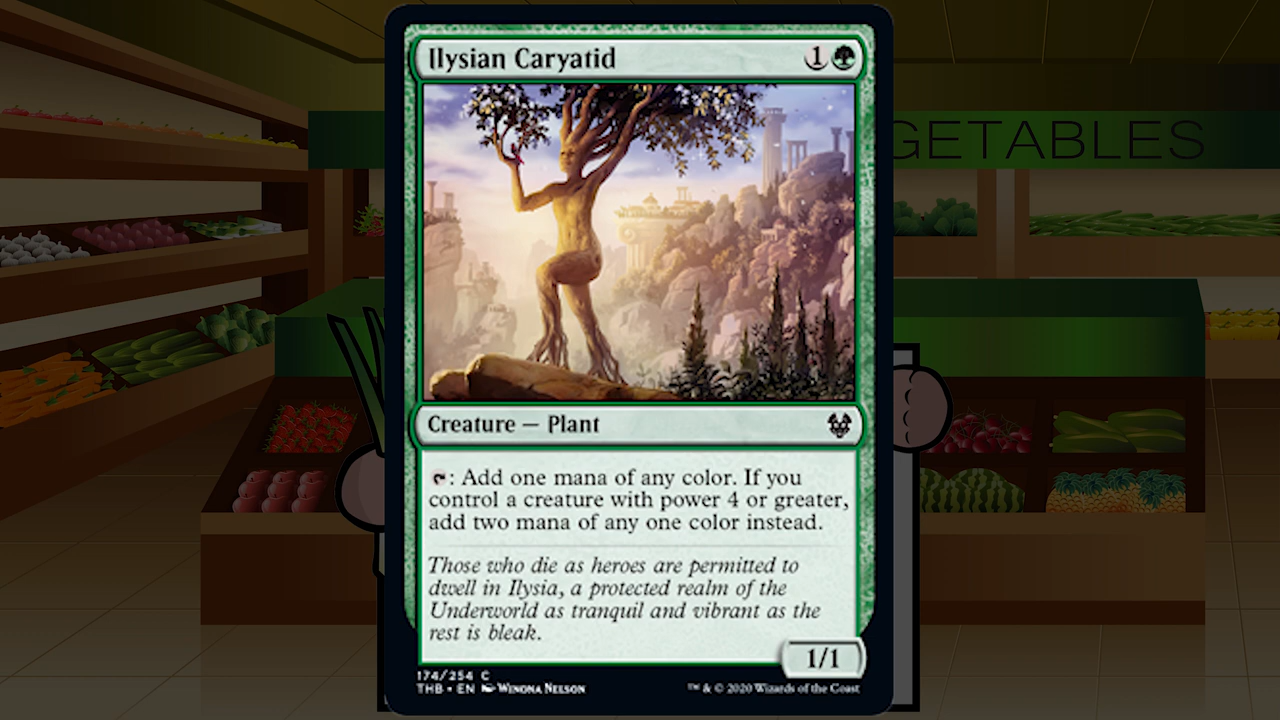 Ilysian Caryatid 1
GETABLES
Creature — Plant
: Add one mana of any color. If you
control a creature with power 4 or greater,
add two mana of any one color instead.
Those who die as heroes are permitted to
dwell in Ilysia, a protected realm of the
Underworld as tranquil and vibrant as the
rest is bleak.
1/1
174/254 C
THB • EN Winona Nelson
™ & © 2020 Wizards of the Coast